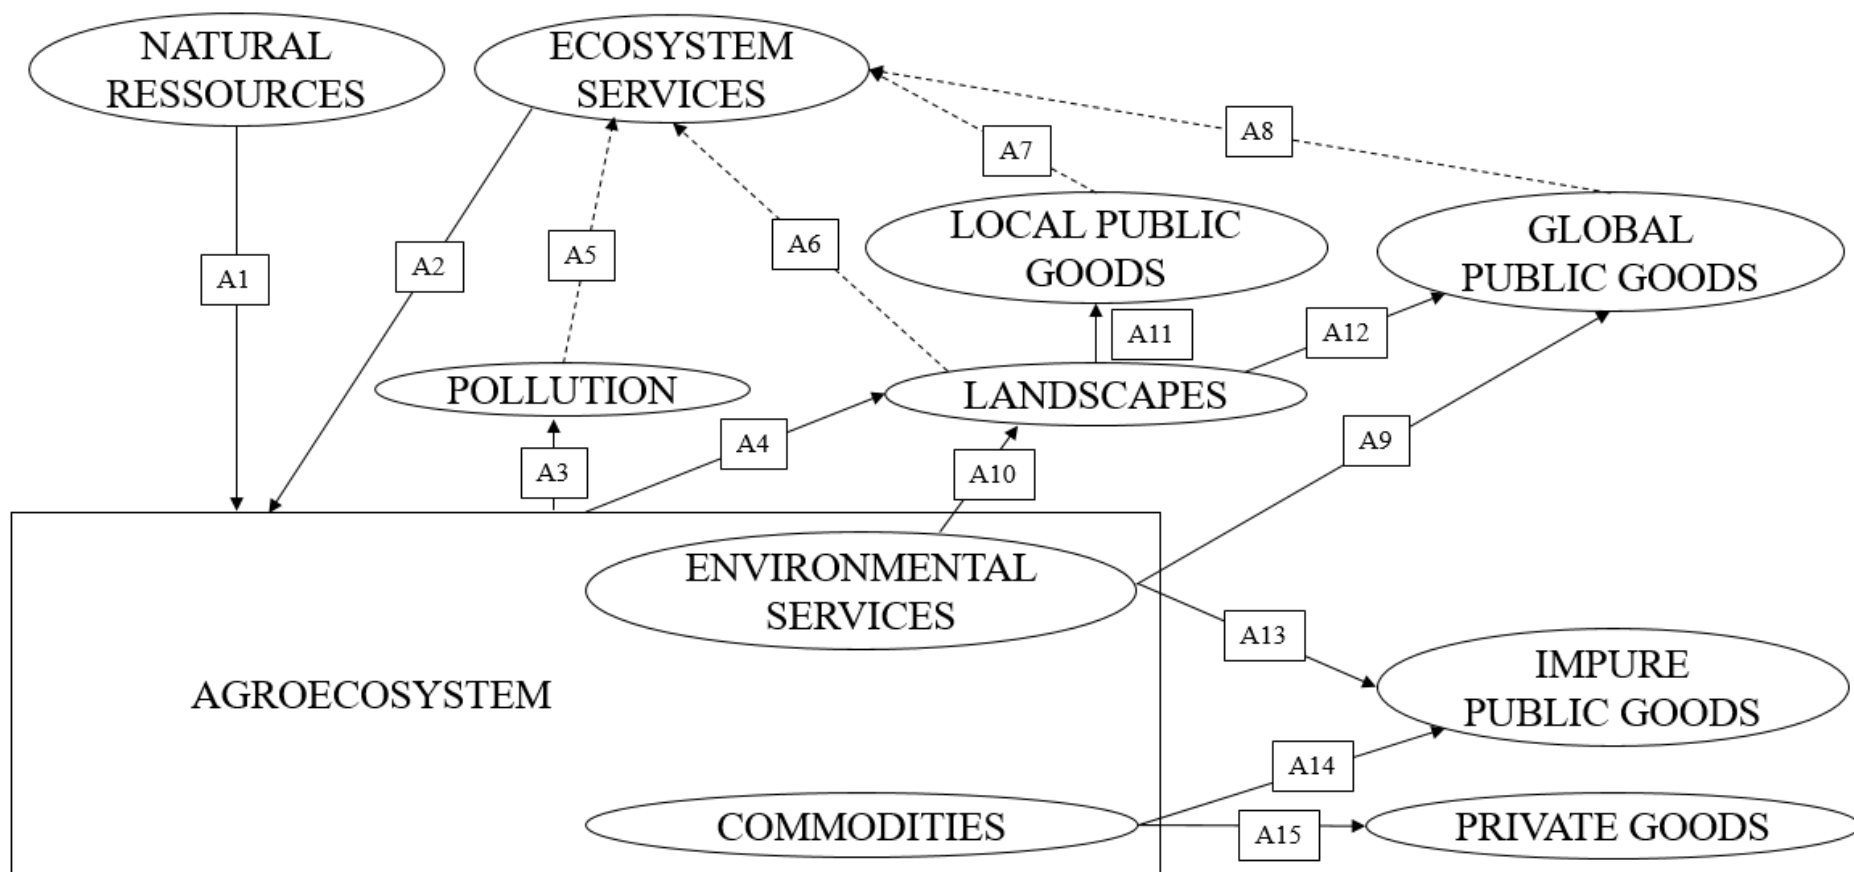 NATURAL
RESSOURCES
ECOSYSTEM
SERVICES
A8
A7
LOCAL PUBLIC
GOODS
GLOBAL
PUBLIC GOODS
A1
A2
A5
A6
A11
A12
POLLUTION
LANDSCAPES
A3
A4
A10
A9
ENVIRONMENTAL
SERVICES
A13
AGROECOSYSTEM
IMPURE
PUBLIC GOODS
A14
COMMODITIES
A15
PRIVATE GOODS